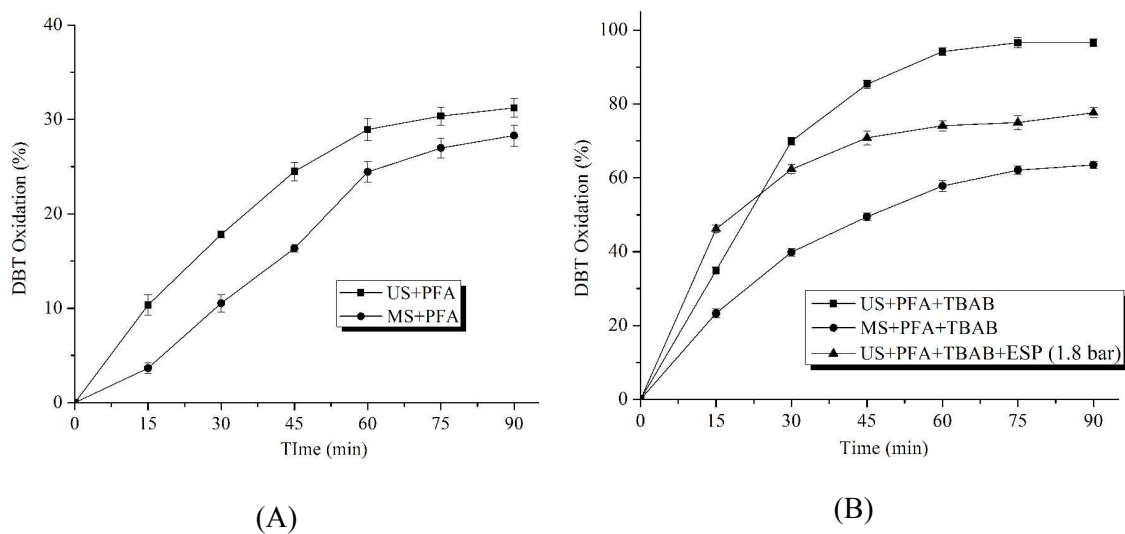 40
30
20
10
0
DBT Oxidation (%)
US+PFA
MS+PFA
0 15 30 45 60 75 90
TIme (min)
(A)
100
80
60
40
20
0
DBT Oxidation (%)
US+PFA+TBAB
MS+PFA+TBAB
US+PFA+TBAB+ESP (1.8 bar)
0 15 30 45 60 75 90
Time (min)
(B)